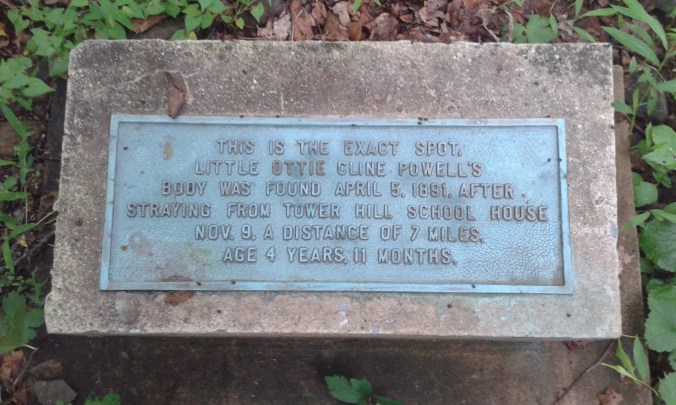 THIS IS THE EXACT SPOT.
LITTLE OTTIE CLINE POWELL'S
BODY WAS FOUND APRIL 5, 1891, AFTER
STRAYING FROM TOWER HILL SCHOOL HOUSE
NOV. 9, A DISTANCE OF 7 MILES.
AGE 4 YEARS, 11 MONTHS.